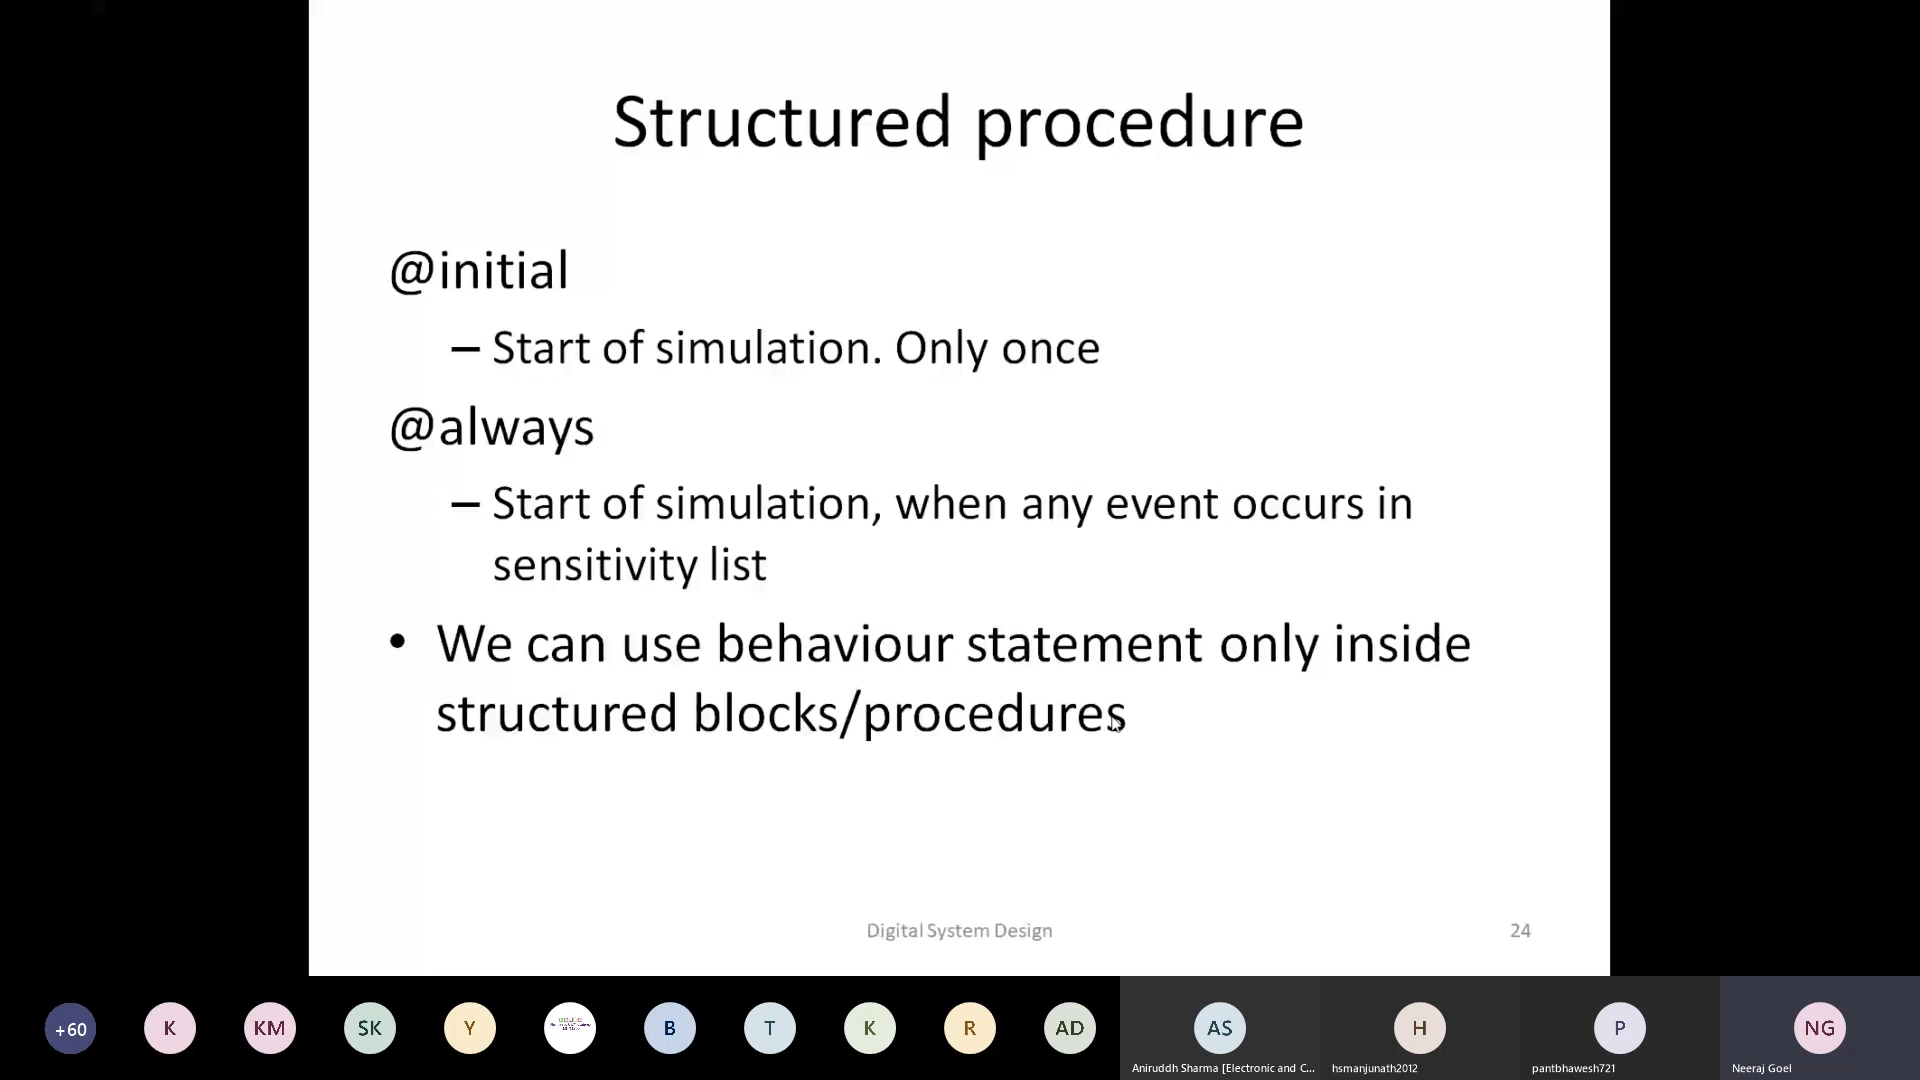 Structured procedure
@initial
– Start of simulation. Only once
@always
– Start of simulation, when any event occurs in
sensitivity list
• We can use behaviour statement only inside
structured blocks/procedures
Digital System Design
24
+60
K
KM
SK
Y
B
T
K
R
AD
AS
H
P
NG
Aniruddh Sharma [Electronic and C...
hsmanjunath2012
pantbhawesh721
Neeraj Goel